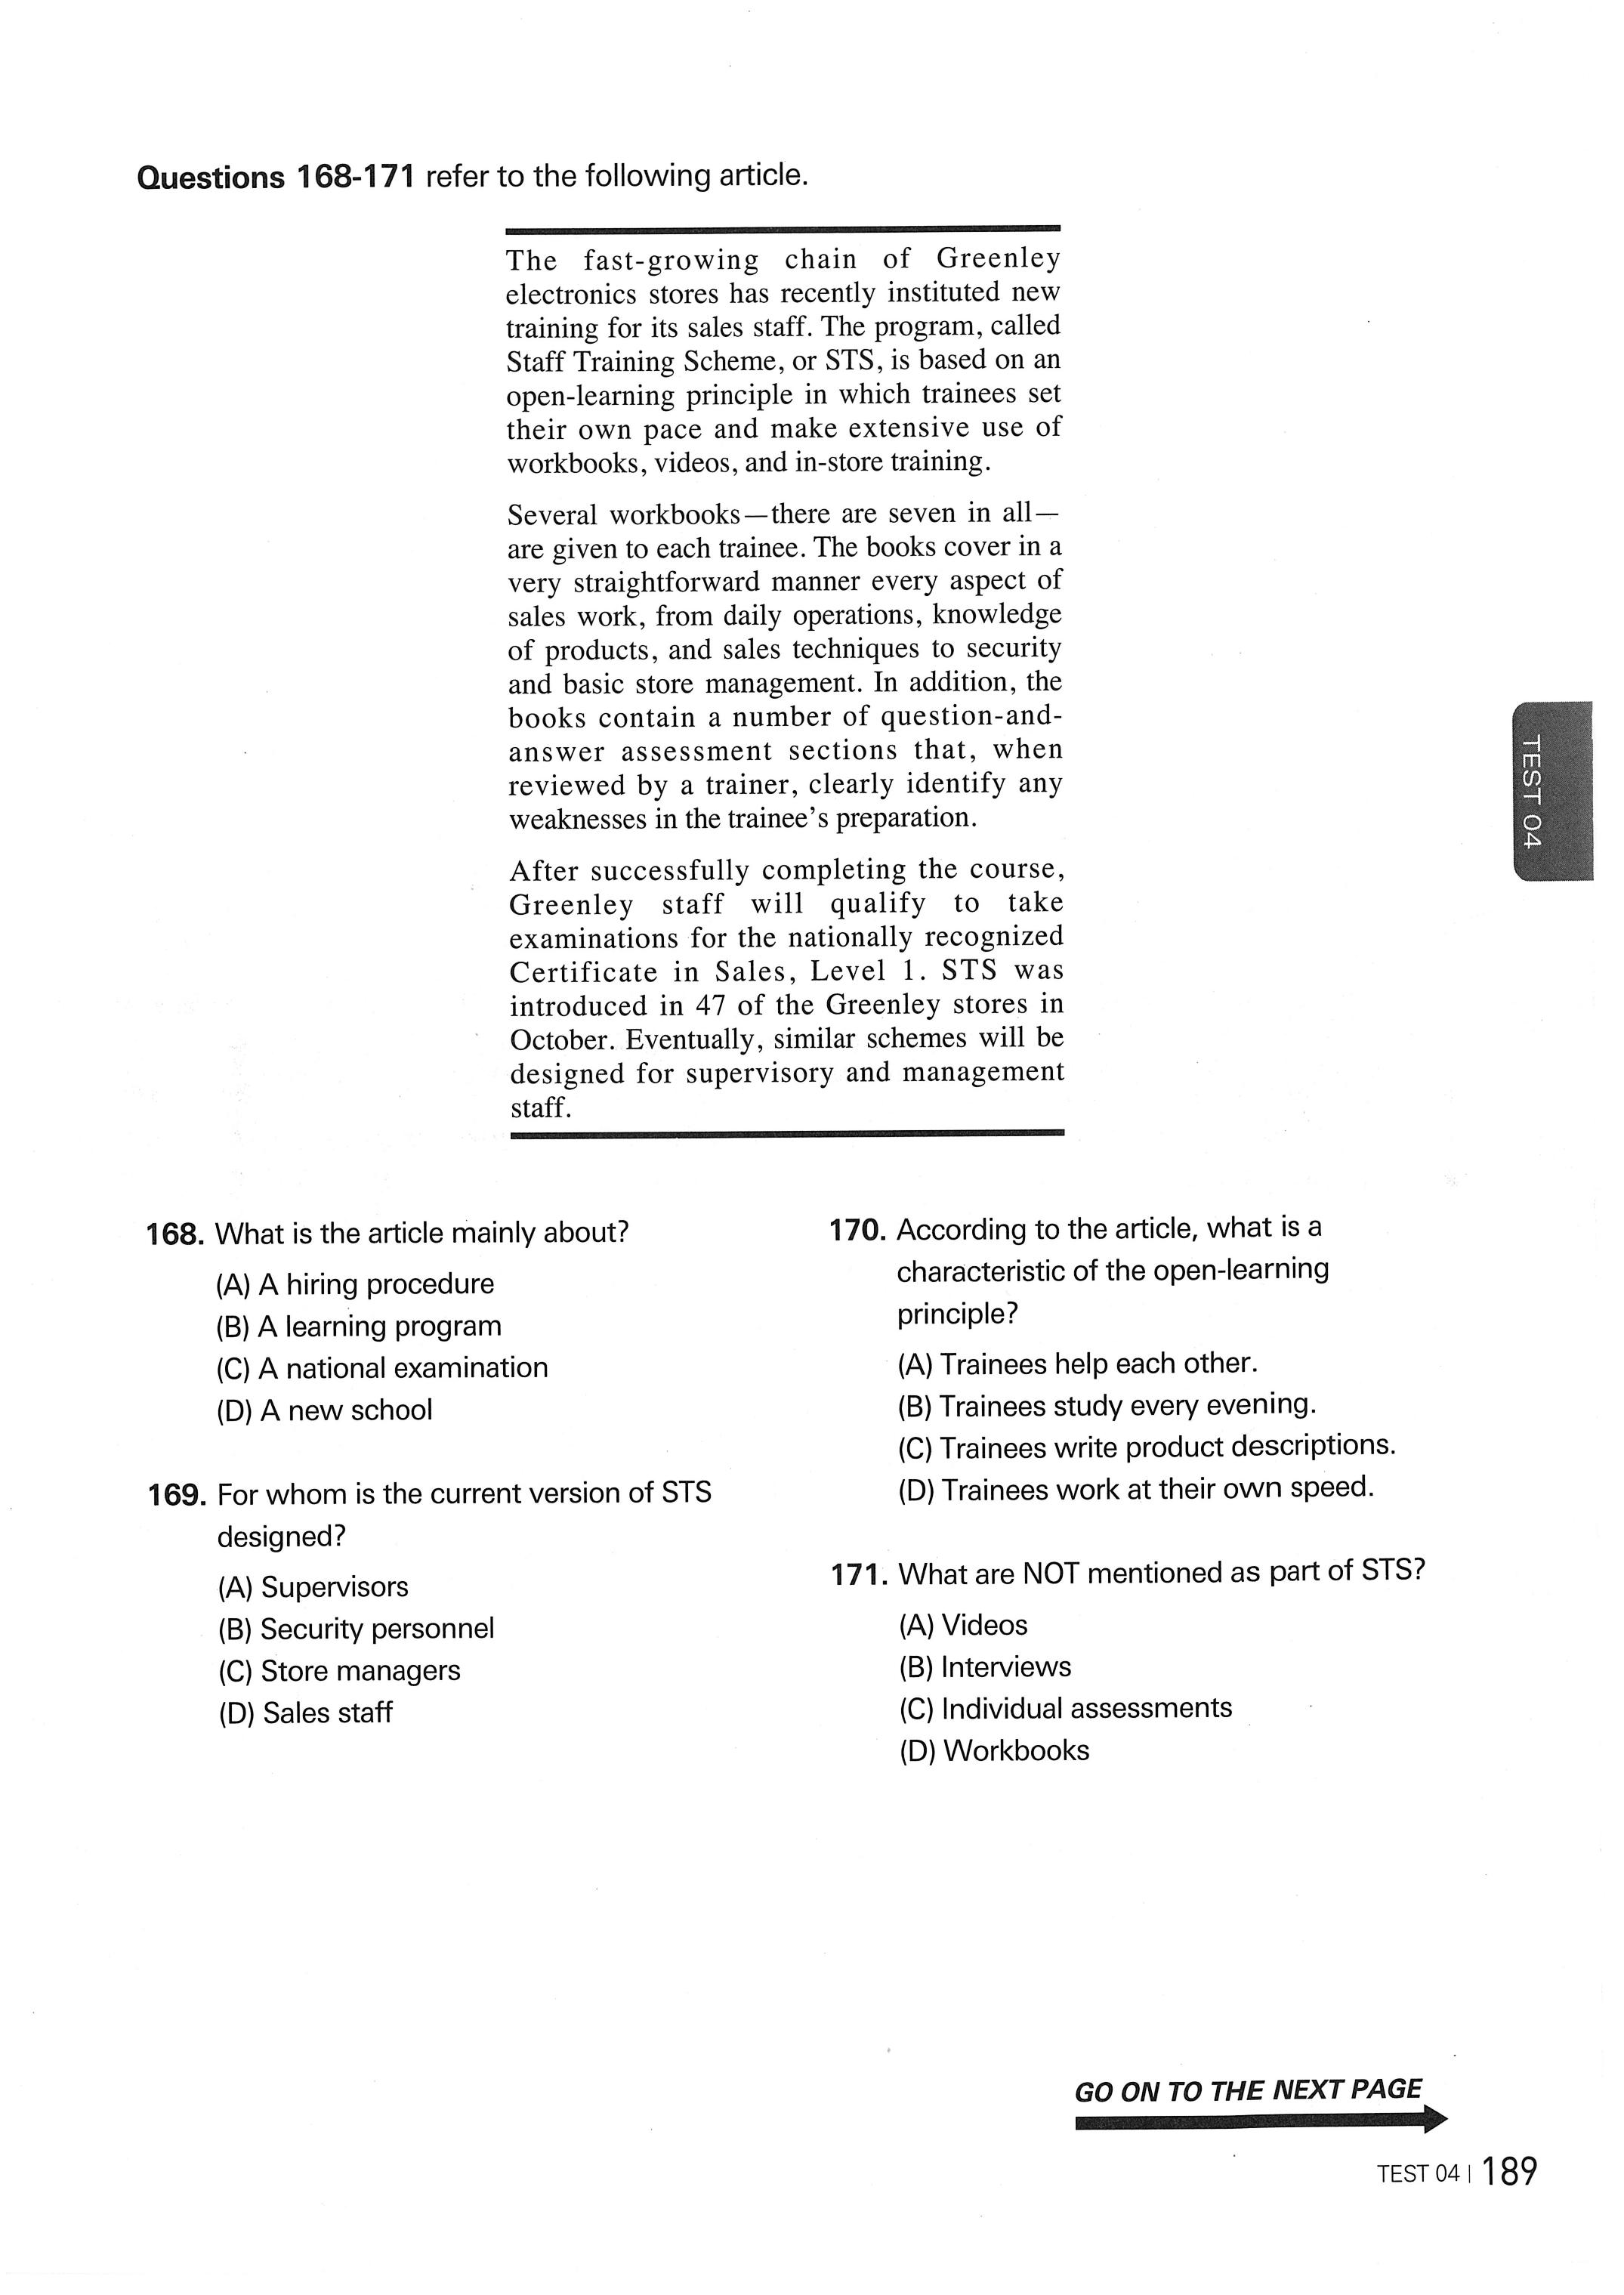 Questions 168-171 refer to the following article.
The fast-growing chain of Greenley
electronics stores has recently instituted new
training for its sales staff. The program, called
Staff Training Scheme, or STS, is based on an
open-learning principle in which trainees set
their own pace and make extensive use of
workbooks, videos, and in-store training.
Several workbooks—there are seven in all—
are given to each trainee. The books cover in a
very straightforward manner every aspect of
sales work, from daily operations, knowledge
of products, and sales techniques to security
and basic store management. In addition, the
books contain a number of question-and-
answer assessment sections that, when
reviewed by a trainer, clearly identify any
weaknesses in the trainee's preparation.
After successfully completing the course,
Greenley staff will qualify to take
examinations for the nationally recognized
Certificate in Sales, Level 1. STS was
introduced in 47 of the Greenley stores in
October. Eventually, similar schemes will be
designed for supervisory and management
staff.
TEST 04
168. What is the article mainly about?
(A) A hiring procedure
(B) A learning program
(C) A national examination
(D) A new school
169. For whom is the current version of STS
designed?
(A) Supervisors
(B) Security personnel
(C) Store managers
(D) Sales staff
170. According to the article, what is a
characteristic of the open-learning
principle?
(A) Trainees help each other.
(B) Trainees study every evening.
(C) Trainees write product descriptions.
(D) Trainees work at their own speed.
171. What are NOT mentioned as part of STS?
(A) Videos
(B) Interviews
(C) Individual assessments
(D) Workbooks
GO ON TO THE NEXT PAGE
TEST 04 | 189